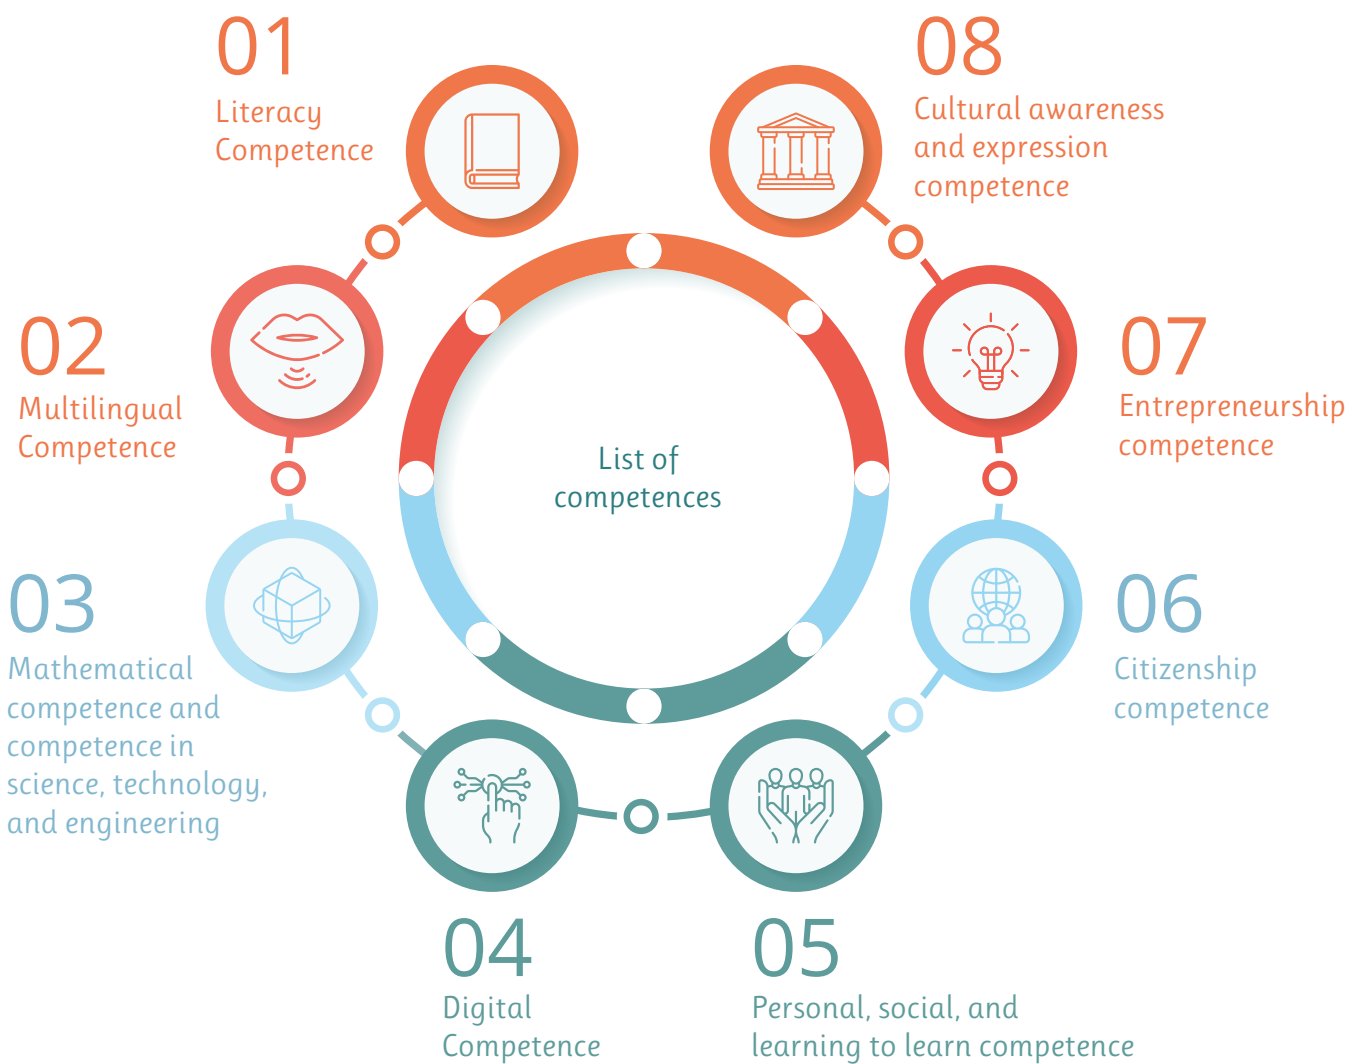 01
Literacy
Competence
02
Multilingual
Competence
03
Mathematical
competence and
competence in
science, technology,
and engineering
04
Digital
Competence
05
Personal, social, and
learning to learn competence
06
Citizenship
competence
07
Entrepreneurship
competence
08
Cultural awareness
and expression
competence
List of
competences